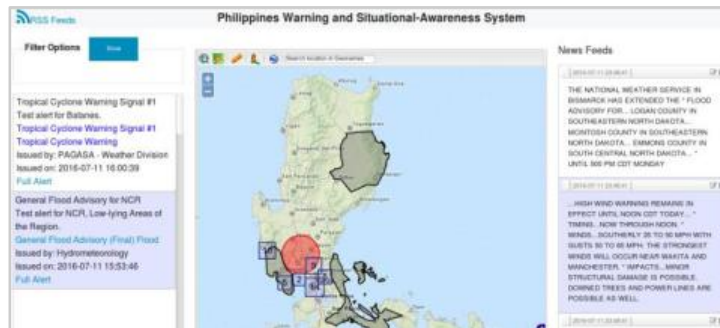 RSS Feeds
Philippines Warning and Situational-Awareness System
Filter Options
Show
Search location in Geonames
News Feeds
Tropical Cyclone Warning Signal #1
Test alert for Batanes.
Tropical Cyclone Warning Signal #1
Tropical Cyclone Warning
Issued by: PAGASA - Weather Division
Issued on: 2016-07-11 16:00:39
Full Alert
General Flood Advisory for NCR
Test alert for NCR, Low-lying Areas of
the Region.
General Flood Advisory (Final) Flood
Issued by: Hydrometeorology
Issued on: 2016-07-11 15:53:46
Full Alert
THE NATIONAL WEATHER SERVICE IN
BISMARCK HAS EXTENDED THE * FLOOD
ADVISORY FOR... LOGAN COUNTY IN
SOUTHEASTERN NORTH DAKOTA...
MCINTOSH COUNTY IN SOUTHEASTERN
NORTH DAKOTA... EMMONS COUNTY IN
SOUTH CENTRAL NORTH DAKOTA... *
UNTIL 500 PM CDT MONDAY
...HIGH WIND WARNING REMAINS IN
EFFECT UNTIL NOON CDT TODAY... *
TIMING...NOW THROUGH NOON. *
WINDS...SOUTHERLY 25 TO 50 MPH WITH
GUSTS 50 TO 65 MPH. THE STRONGEST
WINDS WILL OCCUR NEAR WAKITA AND
MANCHESTER. * IMPACTS...MINOR
STRUCTURAL DAMAGE IS POSSIBLE.
DOWNED TREES AND POWER LINES ARE
POSSIBLE AS WELL.